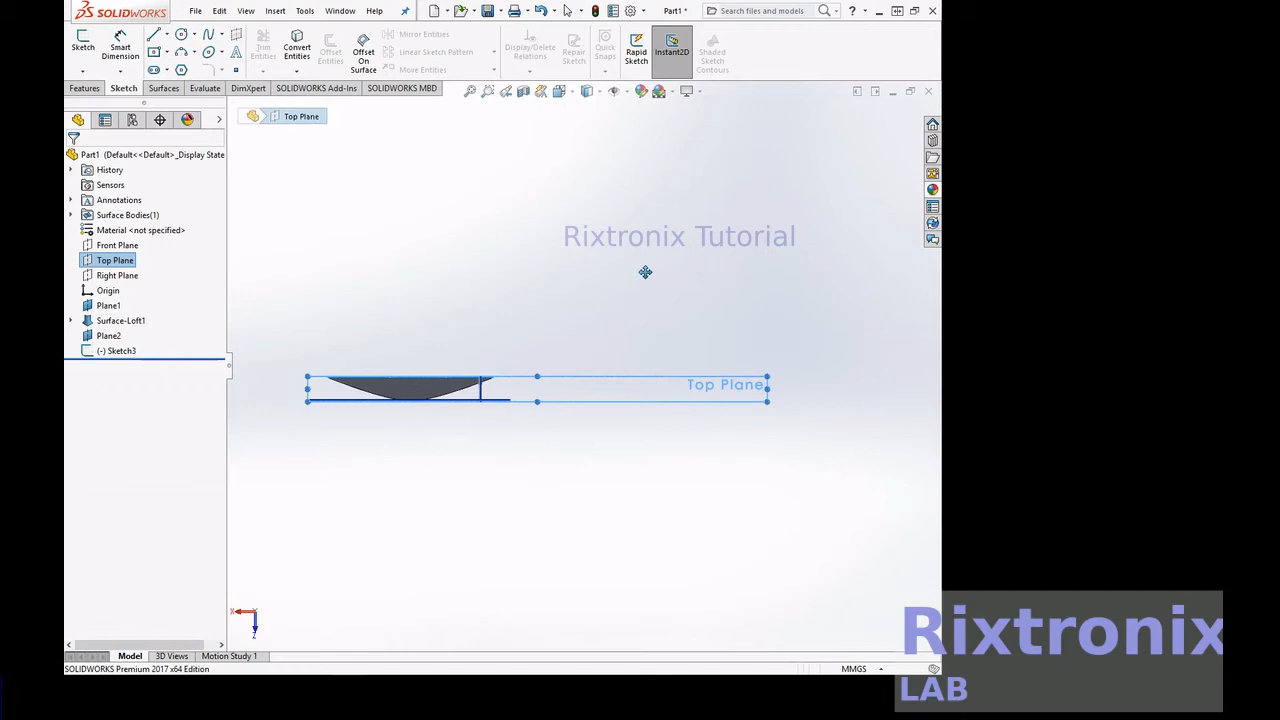 SOLIDWORKS File Edit View Insert Tools Window Help Part1 * Search files and models ?
Sketch Smart Dimension Trim Entities Convert Entities Offset Entities Offset On Surface Mirror Entities Linear Sketch Pattern Move Entities Display/Delete Relations Repair Sketch Quick Snaps Rapid Sketch Instant2D Shaded Sketch Contours
Features Sketch Surfaces Evaluate DimXpert SOLIDWORKS Add-Ins SOLIDWORKS MBD
Top Plane
Part1 (Default<<Default>_Display State
History
Sensors
Annotations
Surface Bodies(1)
Material <not specified>
Front Plane
Top Plane
Right Plane
Origin
Plane1
Surface-Loft1
Plane2
(-) Sketch3
Rixtronix Tutorial
Top Plane
X
Z
Model 3D Views Motion Study 1
SOLIDWORKS Premium 2017 x64 Edition MMGS
Rixtronix
LAB